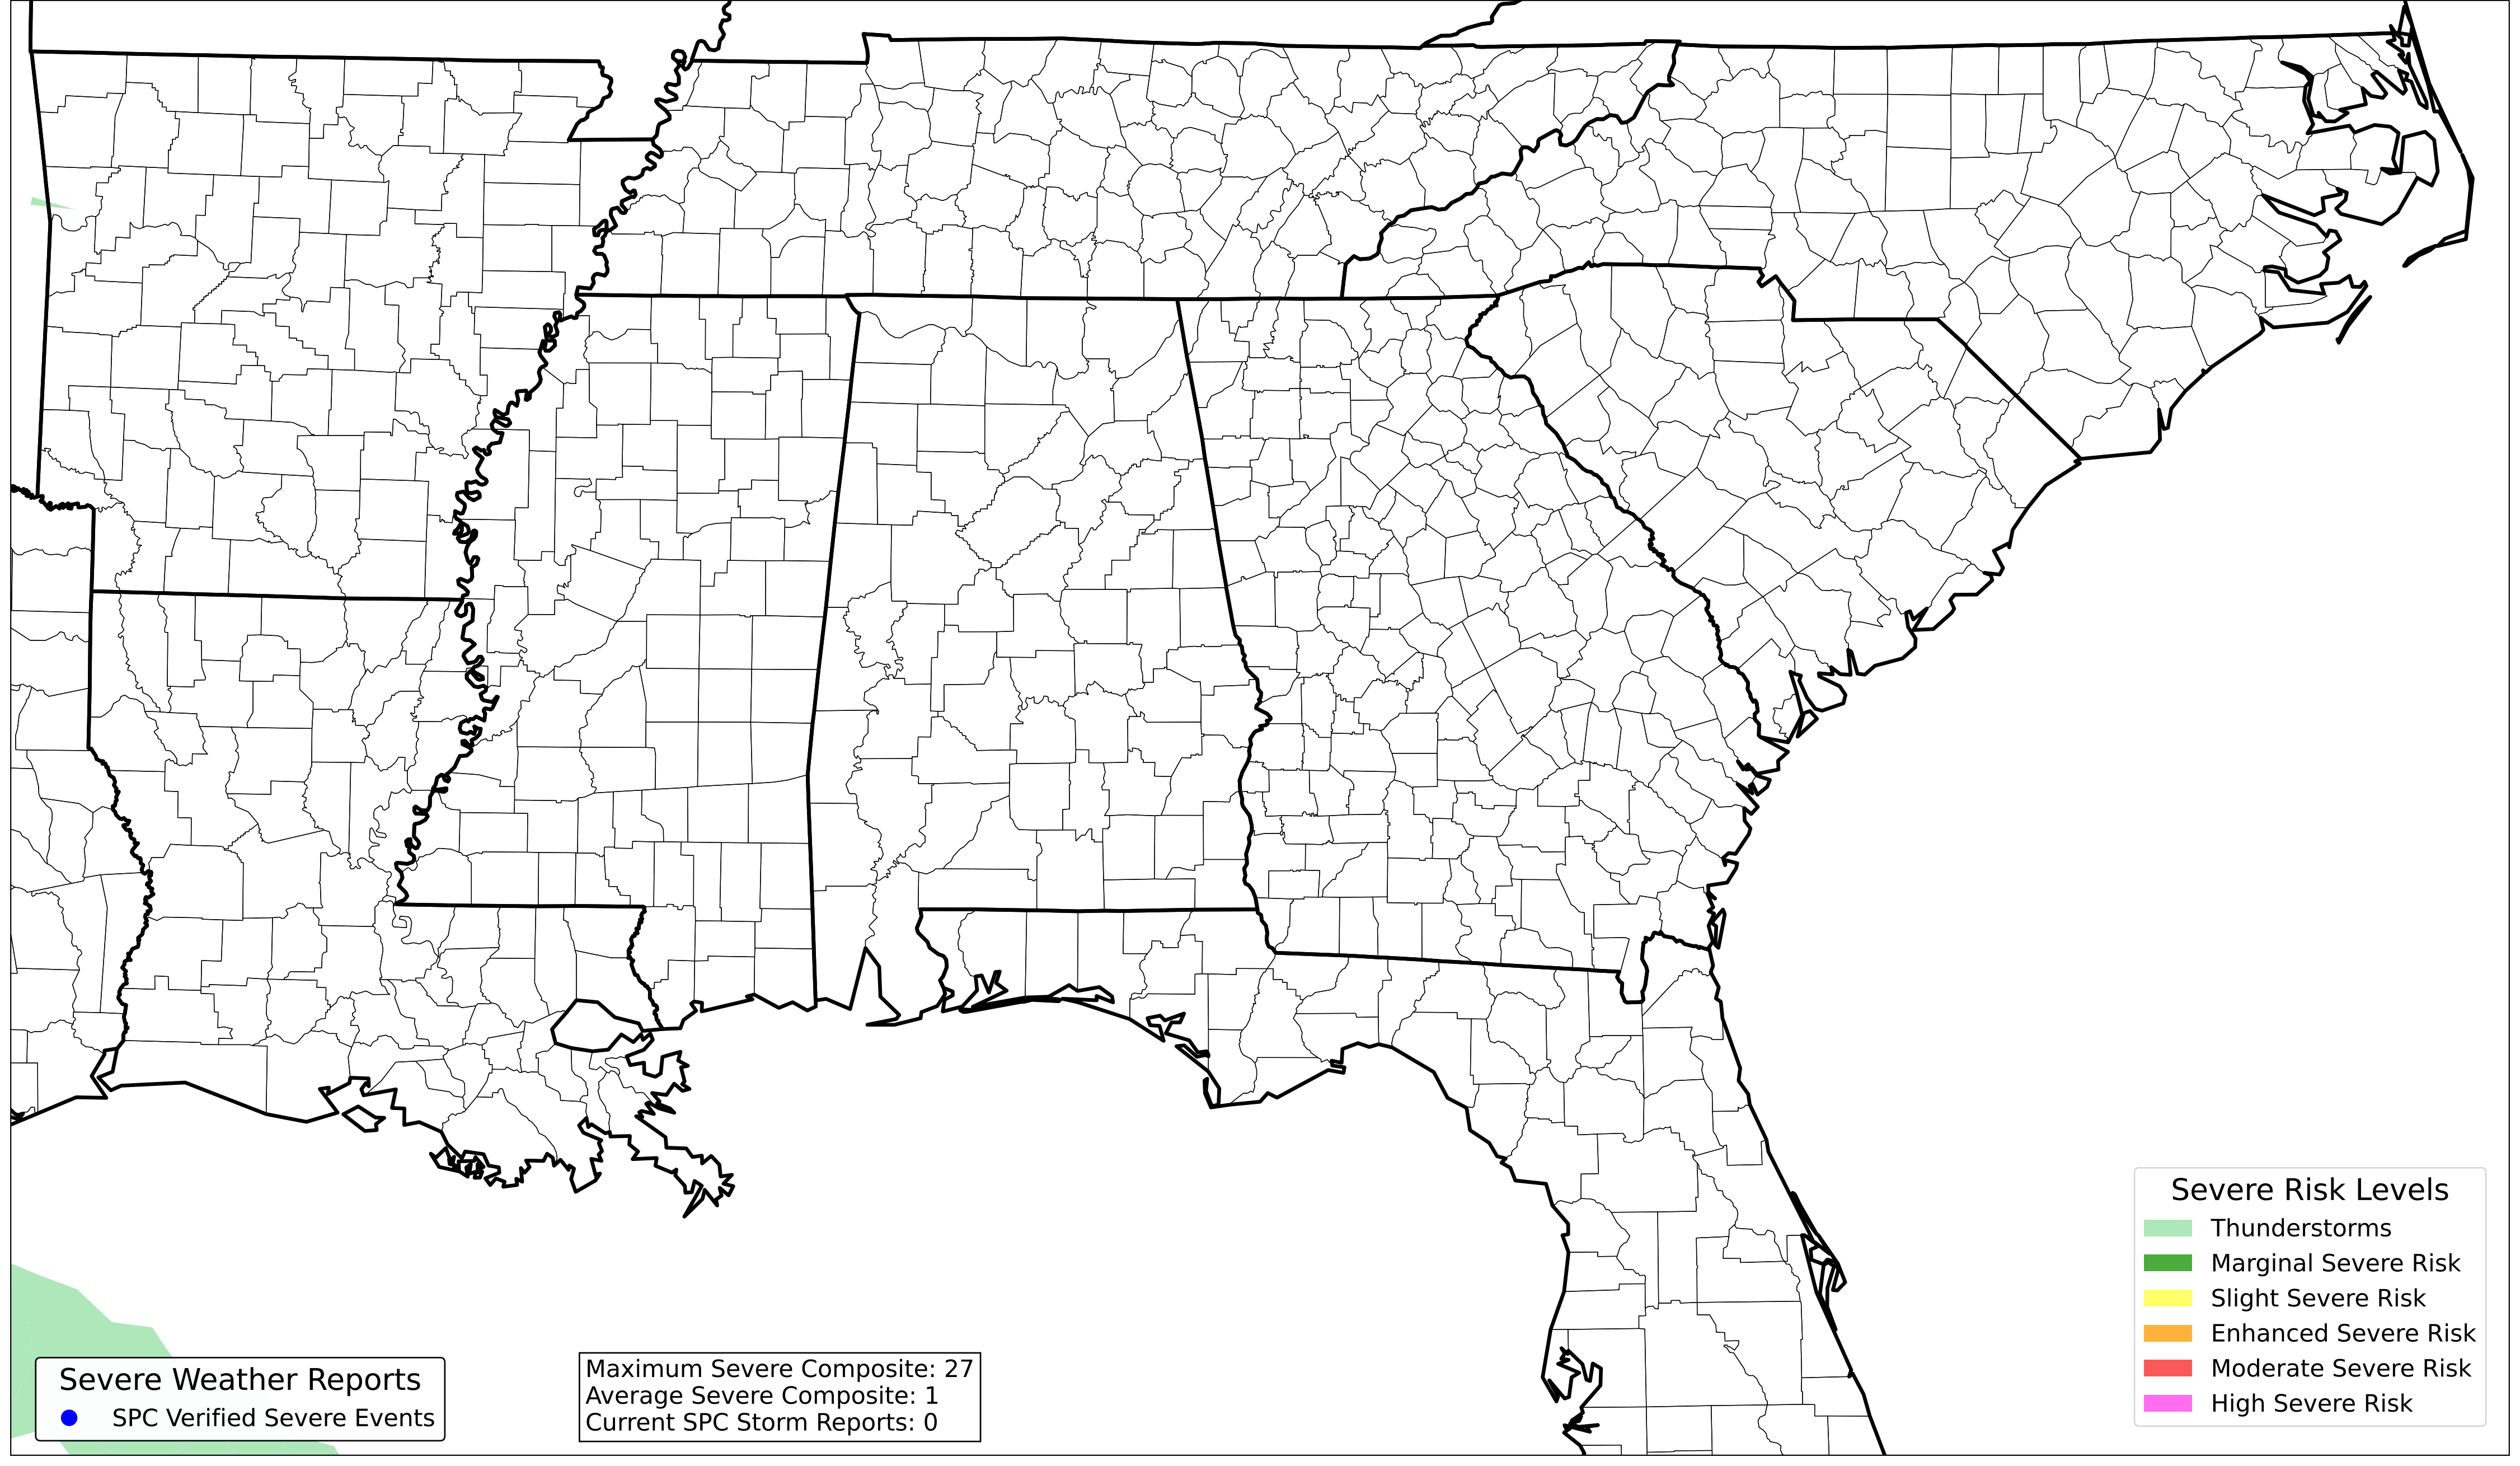 Severe Risk Levels
Thunderstorms
Marginal Severe Risk
Slight Severe Risk
Enhanced Severe Risk
Moderate Severe Risk
High Severe Risk
Severe Weather Reports
SPC Verified Severe Events
Maximum Severe Composite: 27
Average Severe Composite: 1
Current SPC Storm Reports: 0